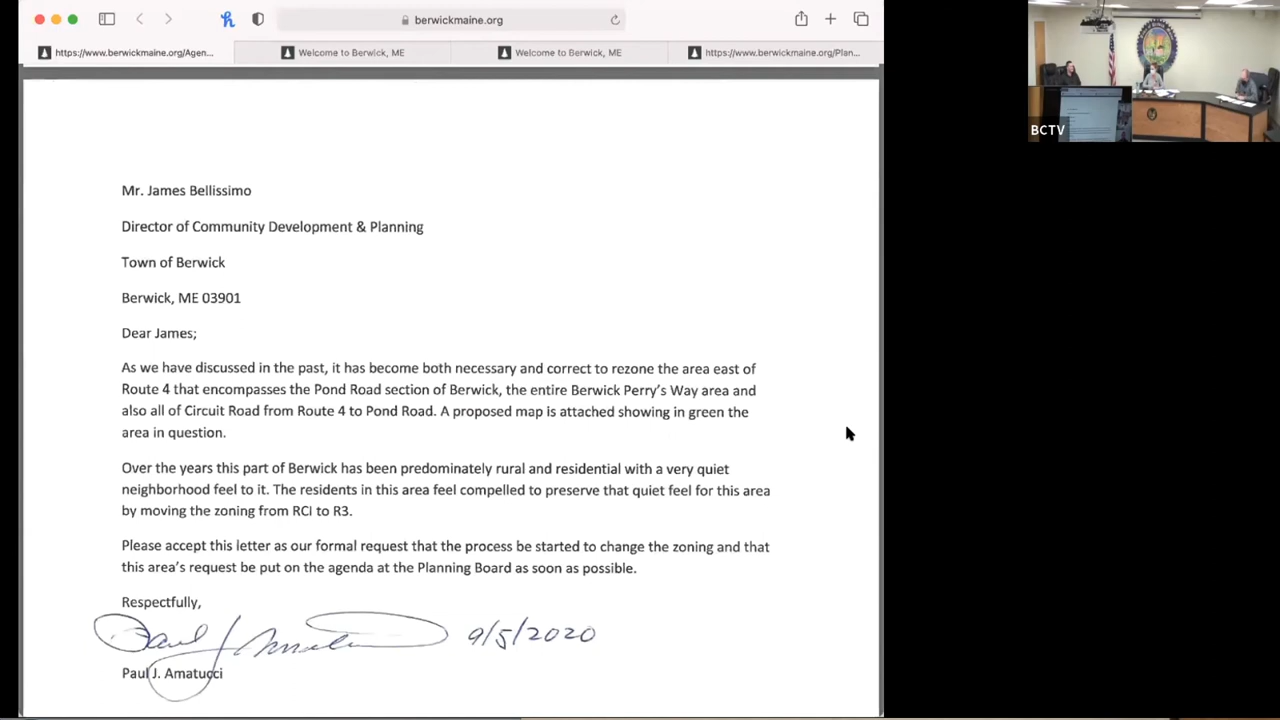 berwickmaine.org
https://www.berwickmaine.org/Agen...
Welcome to Berwick, ME
Welcome to Berwick, ME
https://www.berwickmaine.org/Plan...
BCTV
Mr. James Bellissimo
Director of Community Development & Planning
Town of Berwick
Berwick, ME 03901
Dear James;
As we have discussed in the past, it has become both necessary and correct to rezone the area east of
Route 4 that encompasses the Pond Road section of Berwick, the entire Berwick Perry's Way area and
also all of Circuit Road from Route 4 to Pond Road. A proposed map is attached showing in green the
area in question.
Over the years this part of Berwick has been predominately rural and residential with a very quiet
neighborhood feel to it. The residents in this area feel compelled to preserve that quiet feel for this area
by moving the zoning from RCI to R3.
Please accept this letter as our formal request that the process be started to change the zoning and that
this area's request be put on the agenda at the Planning Board as soon as possible.
Respectfully,
Paul J Amatucci 9/5/2020
Paul J. Amatucci